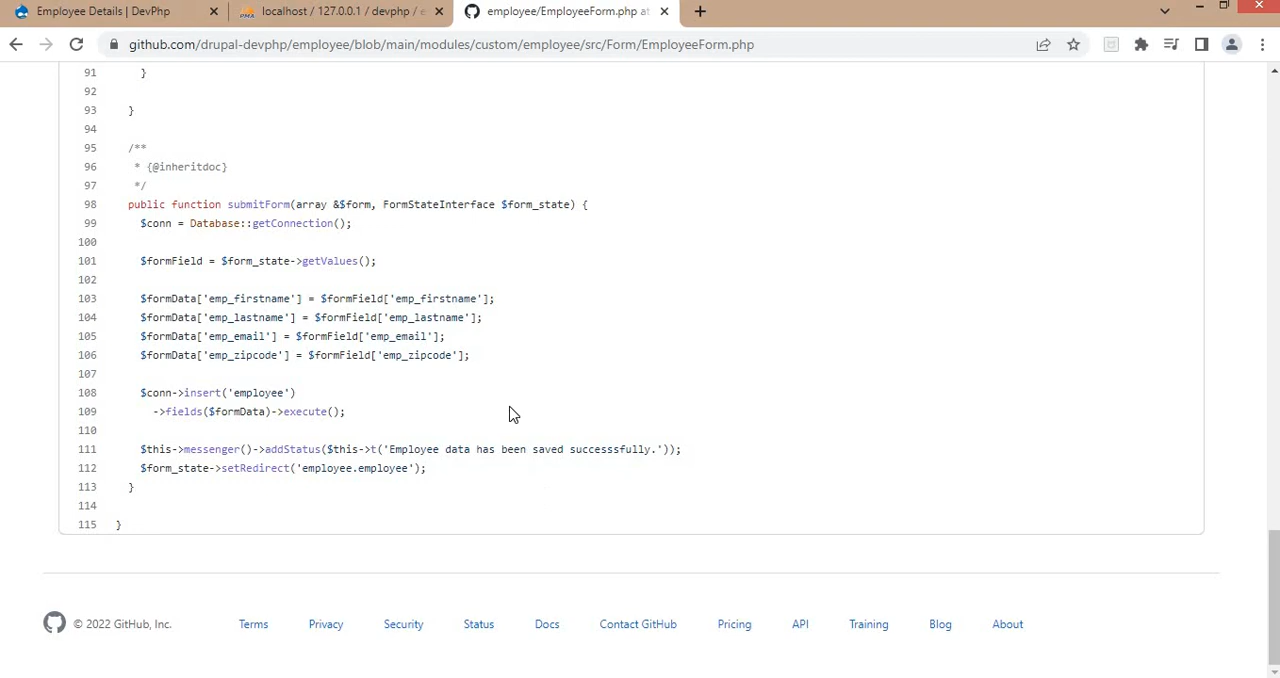 Employee Details | DevPhp
localhost / 127.0.0.1 / devphp / e
employee/EmployeeForm.php at
github.com/drupal-devphp/employee/blob/main/modules/custom/employee/src/Form/EmployeeForm.php
91 }
92
93 }
94
95 /**
96 * {@inheritdoc}
97 */
98 public function submitForm(array &$form, FormStateInterface $form_state) {
99 $conn = Database::getConnection();
100
101 $formField = $form_state->getValues();
102
103 $formData['emp_firstname'] = $formField['emp_firstname'];
104 $formData['emp_lastname'] = $formField['emp_lastname'];
105 $formData['emp_email'] = $formField['emp_email'];
106 $formData['emp_zipcode'] = $formField['emp_zipcode'];
107
108 $conn->insert('employee')
109 ->fields($formData)->execute();
110
111 $this->messenger()->addStatus($this->t('Employee data has been saved successsfully.'));
112 $form_state->setRedirect('employee.employee');
113 }
114
115 }
© 2022 GitHub, Inc. Terms Privacy Security Status Docs Contact GitHub Pricing API Training Blog About